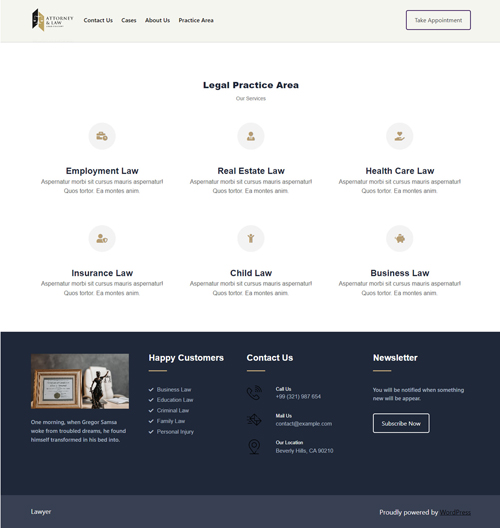 ATTORNEY
& LAW
Contact Us
Cases
About Us
Practice Area
Take Appointment
Legal Practice Area
Our Services
Employment Law
Aspernatur morbi sit cursus mauris aspernatur!!
Quos tortor. Ea montes anim.
Real Estate Law
Aspernatur morbi sit cursus mauris aspernatur!!
Quos tortor. Ea montes anim.
Health Care Law
Aspernatur morbi sit cursus mauris aspernatur!!
Quos tortor. Ea montes anim.
Insurance Law
Aspernatur morbi sit cursus mauris aspernatur!!
Quos tortor. Ea montes anim.
Child Law
Aspernatur morbi sit cursus mauris aspernatur!!
Quos tortor. Ea montes anim.
Business Law
Aspernatur morbi sit cursus mauris aspernatur!!
Quos tortor. Ea montes anim.
One morning, when Gregor Samsa
woke from troubled dreams, he found
himself transformed in his bed into.
Happy Customers
Business Law
Education Law
Criminal Law
Family Law
Personal Injury
Contact Us
Call Us
+99 (321) 987 654
Mail Us
contact@example.com
Our Location
Beverly Hills, CA 90210
Newsletter
You will be notified when something
new will be appear.
Subscribe Now
Lawyer
Proudly powered by WordPress